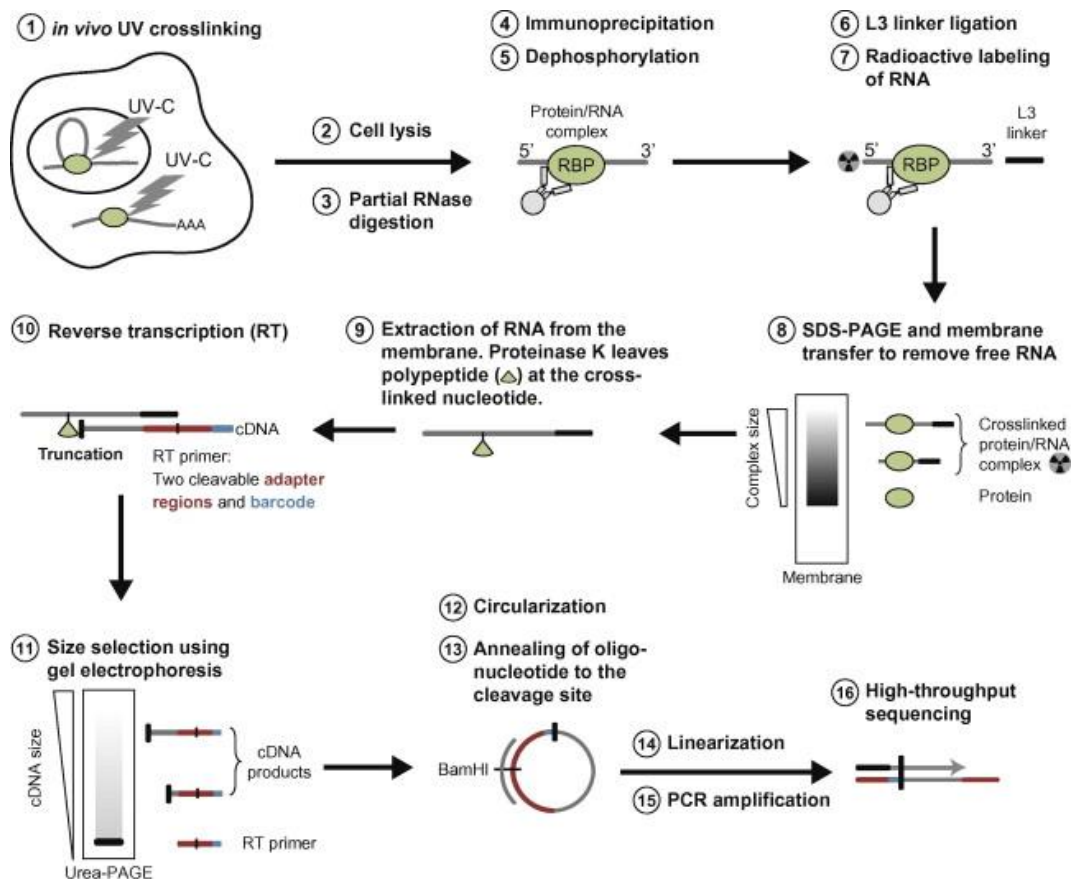 1 in vivo UV crosslinking
UV-C
UV-C
AAA
2 Cell lysis
3 Partial RNase
digestion
4 Immunoprecipitation
5 Dephosphorylation
Protein/RNA
complex
5' 3'
RBP
6 L3 linker ligation
7 Radioactive labeling
of RNA
L3
linker
5' 3'
RBP
8 SDS-PAGE and membrane
transfer to remove free RNA
Complex size
Crosslinked
protein/RNA
complex
Protein
Membrane
9 Extraction of RNA from the
membrane. Proteinase K leaves
polypeptide ( ) at the cross-
linked nucleotide.
10 Reverse transcription (RT)
cDNA
Truncation
RT primer:
Two cleavable adapter
regions and barcode
11 Size selection using
gel electrophoresis
cDNA size
cDNA
products
RT primer
Urea-PAGE
12 Circularization
13 Annealing of oligo-
nucleotide to the
cleavage site
BamHI
14 Linearization
15 PCR amplification
16 High-throughput
sequencing